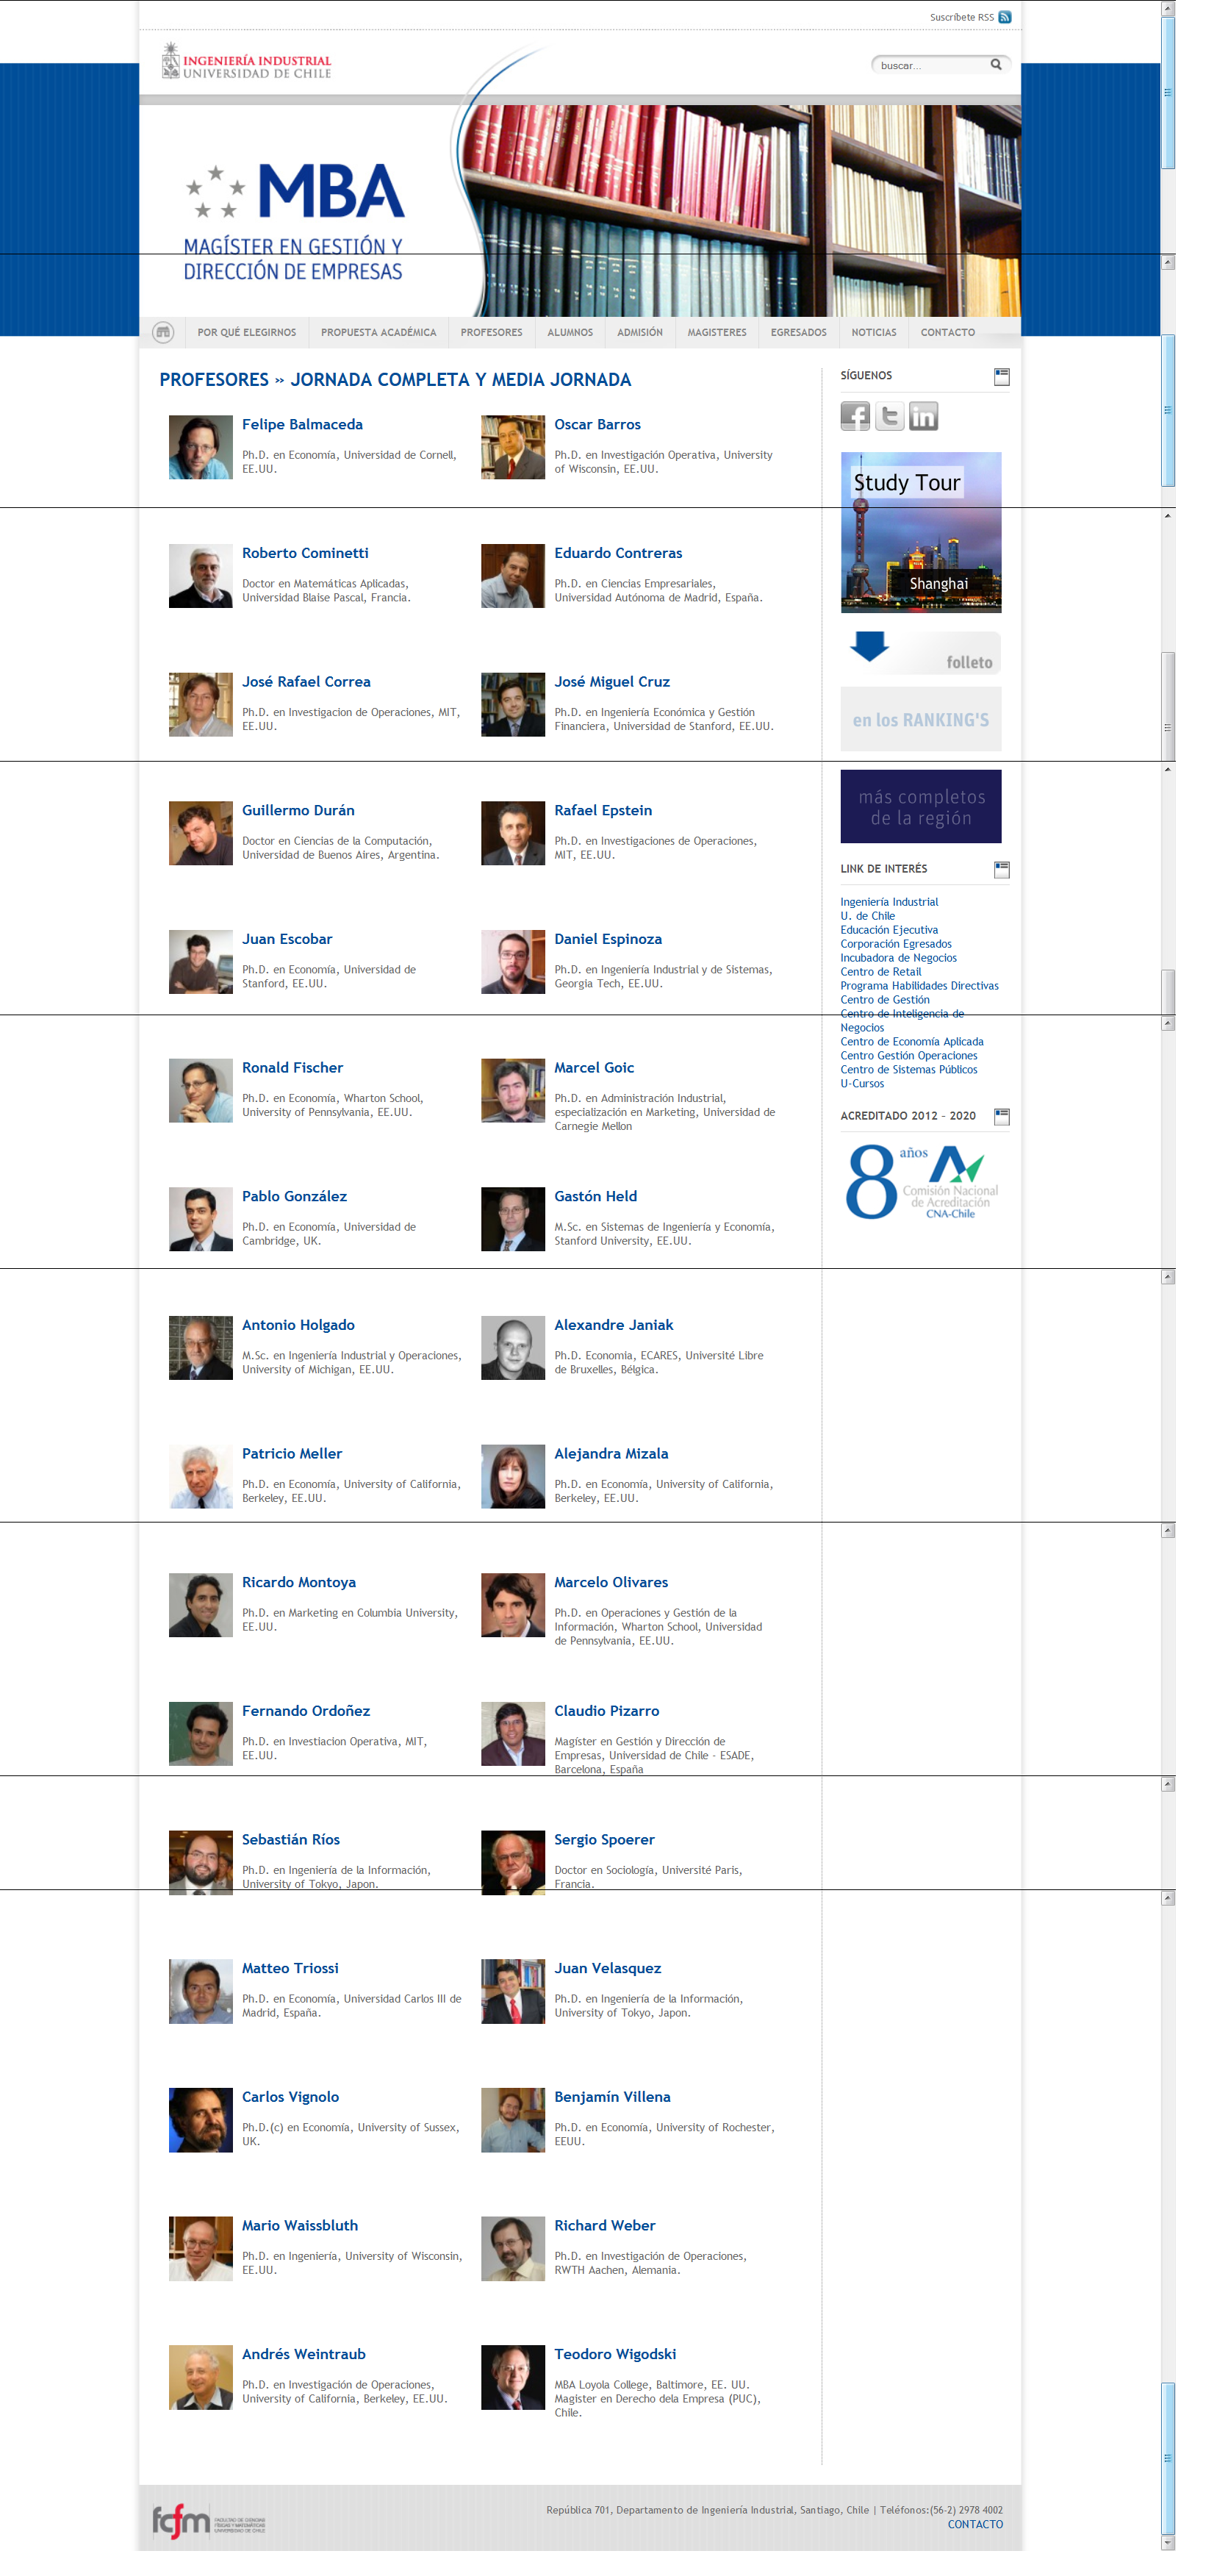 Suscríbete RSS
INGENIERÍA INDUSTRIAL
UNIVERSIDAD DE CHILE
buscar...
MBA
MAGÍSTER EN GESTIÓN Y
DIRECCIÓN DE EMPRESAS
POR QUÉ ELEGIRNOS PROPUESTA ACADÉMICA PROFESORES ALUMNOS ADMISIÓN MAGISTERES EGRESADOS NOTICIAS CONTACTO
PROFESORES » JORNADA COMPLETA Y MEDIA JORNADA
Felipe Balmaceda
Ph.D. en Economía, Universidad de Cornell,
EE.UU.
Oscar Barros
Ph.D. en Investigación Operativa, University
of Wisconsin, EE.UU.
Roberto Cominetti
Doctor en Matemáticas Aplicadas,
Universidad Blaise Pascal, Francia.
Eduardo Contreras
Ph.D. en Ciencias Empresariales,
Universidad Autónoma de Madrid, España.
José Rafael Correa
Ph.D. en Investigacion de Operaciones, MIT,
EE.UU.
José Miguel Cruz
Ph.D. en Ingeniería Económica y Gestión
Financiera, Universidad de Stanford, EE.UU.
Guillermo Durán
Doctor en Ciencias de la Computación,
Universidad de Buenos Aires, Argentina.
Rafael Epstein
Ph.D. en Investigaciones de Operaciones,
MIT, EE.UU.
Juan Escobar
Ph.D. en Economía, Universidad de
Stanford, EE.UU.
Daniel Espinoza
Ph.D. en Ingeniería Industrial y de Sistemas,
Georgia Tech, EE.UU.
Ronald Fischer
Ph.D. en Economía, Wharton School,
University of Pennsylvania, EE.UU.
Marcel Goic
Ph.D. en Administración Industrial,
especialización en Marketing, Universidad de
Carnegie Mellon
Pablo González
Ph.D. en Economía, Universidad de
Cambridge, UK.
Gastón Held
M.Sc. en Sistemas de Ingeniería y Economía,
Stanford University, EE.UU.
Antonio Holgado
M.Sc. en Ingeniería Industrial y Operaciones,
University of Michigan, EE.UU.
Alexandre Janiak
Ph.D. Economia, ECARES, Université Libre
de Bruxelles, Bélgica.
Patricio Meller
Ph.D. en Economía, University of California,
Berkeley, EE.UU.
Alejandra Mizala
Ph.D. en Economía, University of California,
Berkeley, EE.UU.
Ricardo Montoya
Ph.D. en Marketing en Columbia University,
EE.UU.
Marcelo Olivares
Ph.D. en Operaciones y Gestión de la
Información, Wharton School, Universidad
de Pennsylvania, EE.UU.
Fernando Ordoñez
Ph.D. en Investiacion Operativa, MIT,
EE.UU.
Claudio Pizarro
Magíster en Gestión y Dirección de
Empresas, Universidad de Chile - ESADE,
Barcelona, España
Sebastián Ríos
Ph.D. en Ingeniería de la Información,
University of Tokyo, Japon.
Sergio Spoerer
Doctor en Sociología, Université Paris,
Francia.
Matteo Triossi
Ph.D. en Economía, Universidad Carlos III de
Madrid, España.
Juan Velasquez
Ph.D. en Ingeniería de la Información,
University of Tokyo, Japon.
Carlos Vignolo
Ph.D.(c) en Economía, University of Sussex,
UK.
Benjamín Villena
Ph.D. en Economía, University of Rochester,
EEUU.
Mario Waissbluth
Ph.D. en Ingeniería, University of Wisconsin,
EE.UU.
Richard Weber
Ph.D. en Investigación de Operaciones,
RWTH Aachen, Alemania.
Andrés Weintraub
Ph.D. en Investigación de Operaciones,
University of California, Berkeley, EE.UU.
Teodoro Wigodski
MBA Loyola College, Baltimore, EE. UU.
Magister en Derecho dela Empresa (PUC),
Chile.
SÍGUENOS
Study Tour
Shanghai
folleto
en los RANKING'S
más completos
de la región
LINK DE INTERÉS
Ingeniería Industrial
U. de Chile
Educación Ejecutiva
Corporación Egresados
Incubadora de Negocios
Centro de Retail
Programa Habilidades Directivas
Centro de Gestión
Centro de Inteligencia de
Negocios
Centro de Economía Aplicada
Centro Gestión Operaciones
Centro de Sistemas Públicos
U-Cursos
ACREDITADO 2012 – 2020
8 años
Comisión Nacional
de Acreditación
CNA-Chile
fcfm
FACULTAD DE CIENCIAS
FÍSICAS Y MATEMÁTICAS
UNIVERSIDAD DE CHILE
República 701, Departamento de Ingeniería Industrial, Santiago, Chile | Teléfonos:(56-2) 2978 4002
CONTACTO